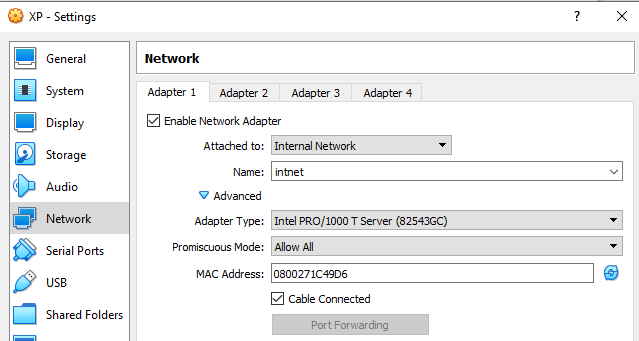 XP - Settings
?
General
System
Display
Storage
Audio
Network
Serial Ports
USB
Shared Folders
Network
Adapter 1 Adapter 2 Adapter 3 Adapter 4
Enable Network Adapter
Attached to: Internal Network
Name: intnet
Advanced
Adapter Type: Intel PRO/1000 T Server (82543GC)
Promiscuous Mode: Allow All
MAC Address: 0800271C49D6
Cable Connected
Port Forwarding